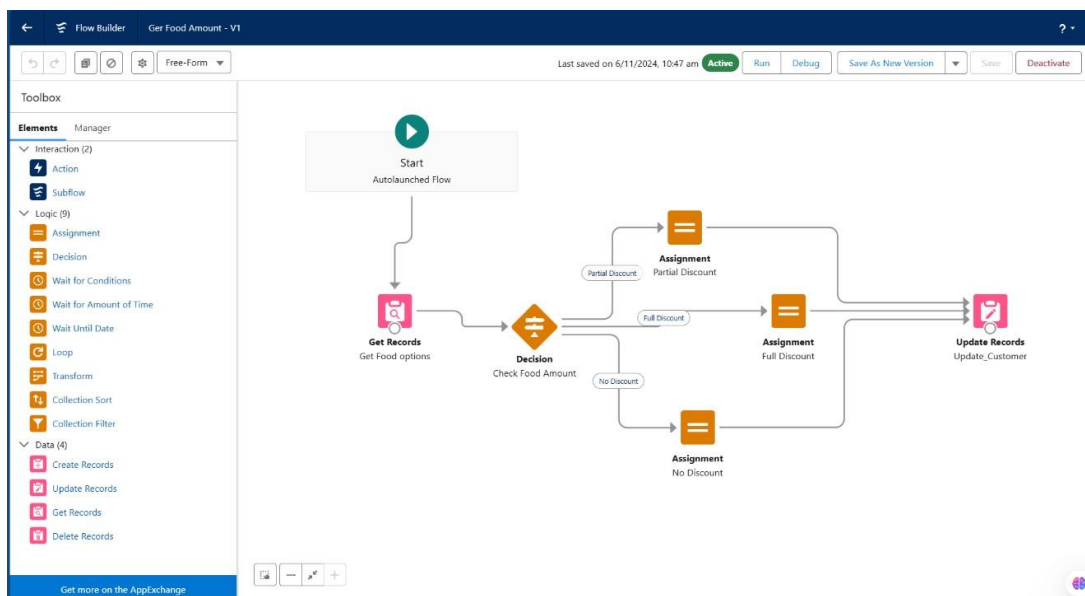 Flow Builder
Ger Food Amount - V1
?
Free-Form
Last saved on 6/11/2024, 10:47 am
Active
Run
Debug
Save As New Version
Save
Deactivate
Toolbox
Elements
Manager
Interaction (2)
Action
Subflow
Logic (9)
Assignment
Decision
Wait for Conditions
Wait for Amount of Time
Wait Until Date
Loop
Transform
Collection Sort
Collection Filter
Data (4)
Create Records
Update Records
Get Records
Delete Records
Get more on the AppExchange
Start
Autolaunched Flow
Get Records
Get Food options
Decision
Check Food Amount
Partial Discount
Full Discount
No Discount
Assignment
Partial Discount
Assignment
Full Discount
Assignment
No Discount
Update Records
Update_Customer